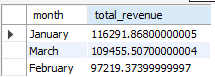 month total_revenue
January 116291.86800000005
March 109455.50700000004
February 97219.37399999997